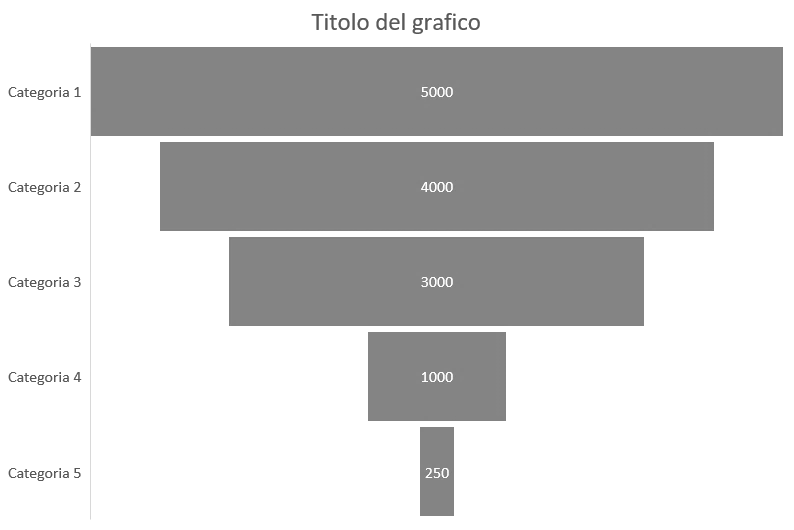 Titolo del grafico
Categoria 1 5000
Categoria 2 4000
Categoria 3 3000
Categoria 4 1000
Categoria 5 250